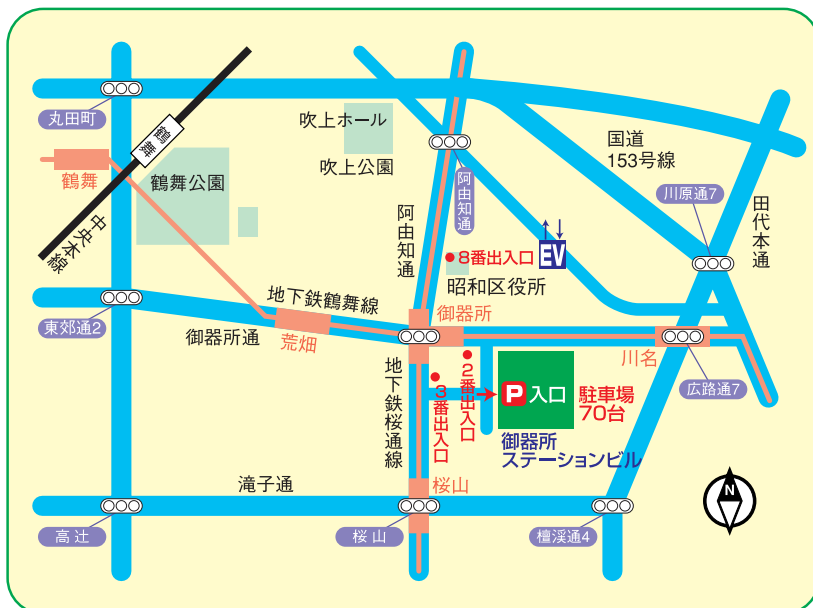 丸田町
鶴舞
鶴舞
中央本線
鶴舞公園
吹上ホール
吹上公園
阿由知通
阿由知通
国道
153号線
川原通7
田代本通
8番出入口
EV
昭和区役所
東郊通2
地下鉄鶴舞線
御器所通
荒畑
御器所
川名
広路通7
地下鉄桜通線
3番出入口
2番出入口
P入口
駐車場
70台
御器所
ステーションビル
滝子通
桜山
高辻
桜山
檀渓通4
N